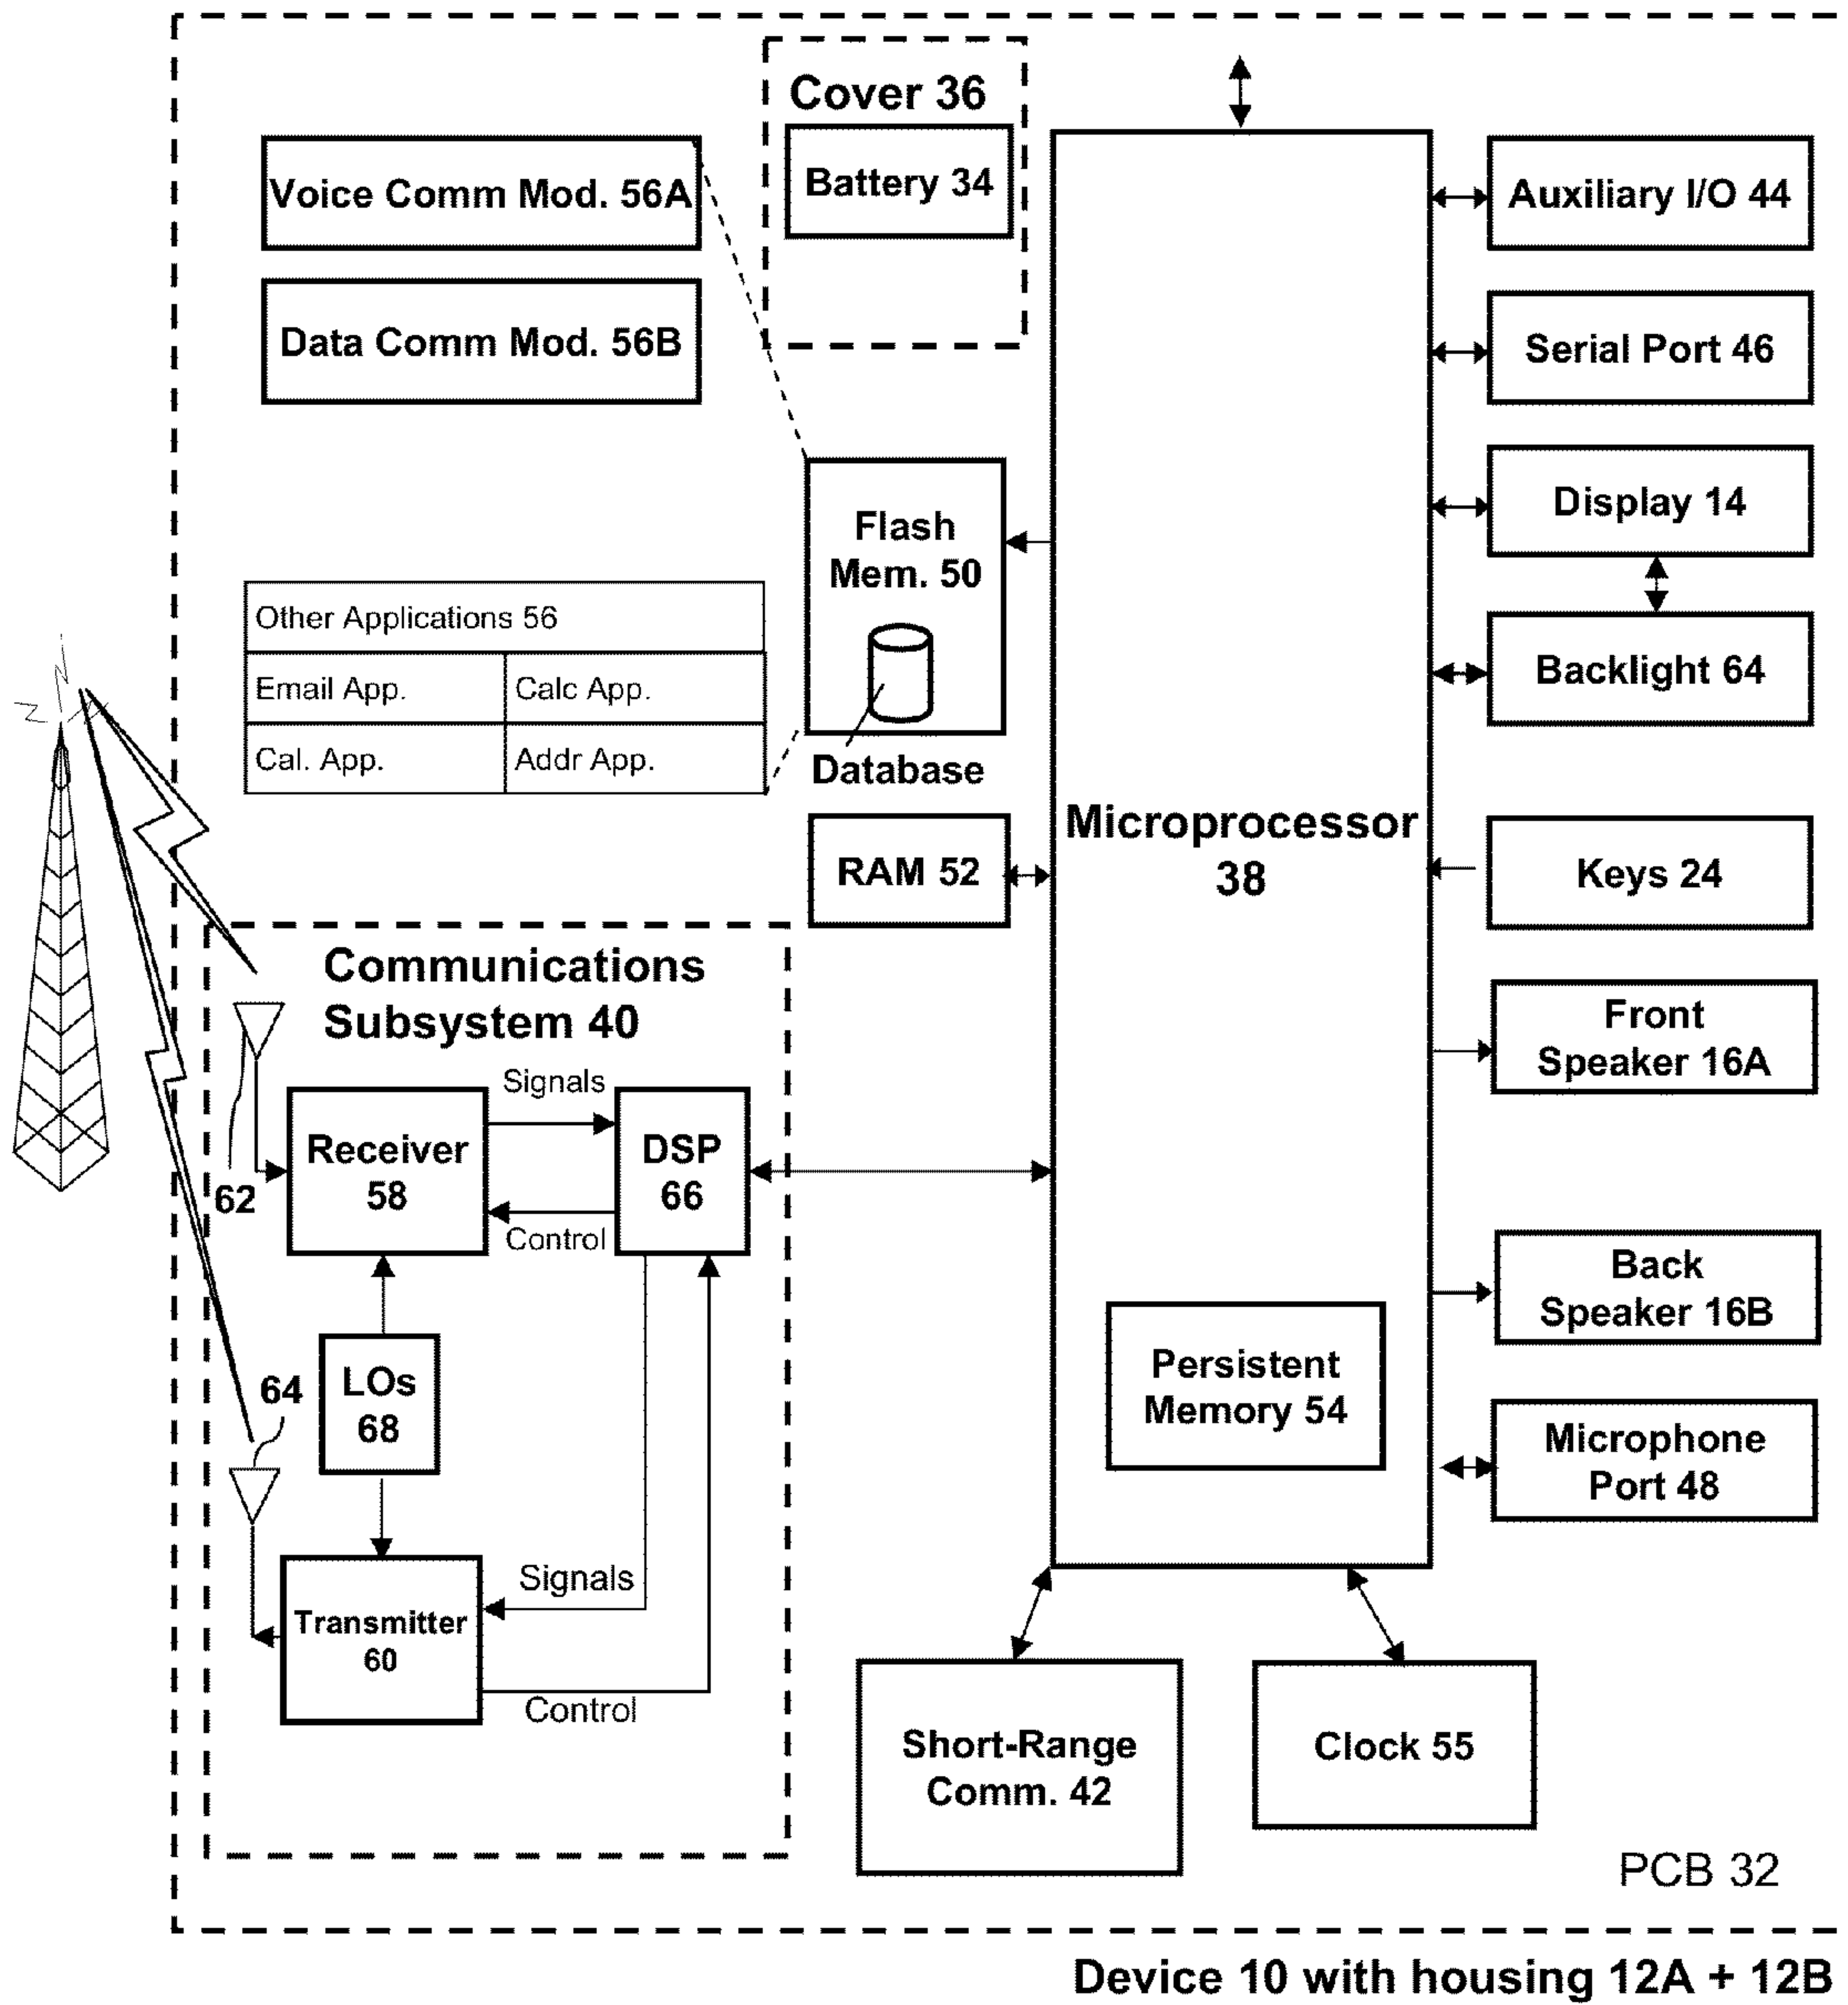 Cover 36
Battery 34
Voice Comm Mod. 56A
Data Comm Mod. 56B
Flash
Mem. 50
Database
Other Applications 56
Email App.
Calc App.
Cal. App.
Addr App.
RAM 52
Microprocessor
38
Persistent
Memory 54
Auxiliary I/O 44
Serial Port 46
Display 14
Backlight 64
Keys 24
Front
Speaker 16A
Back
Speaker 16B
Microphone
Port 48
Communications
Subsystem 40
Signals
Receiver
58
DSP
66
Control
62
LOs
68
64
Signals
Transmitter
60
Control
Short-Range
Comm. 42
Clock 55
PCB 32
Device 10 with housing 12A + 12B